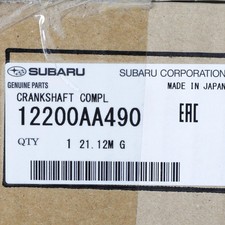 SUBARU SUBARU CORPORATION
GENUINE PARTS MADE IN JAPAN
CRANKSHAFT COMPL
12200AA490 EAC
QTY 1 21.12M G